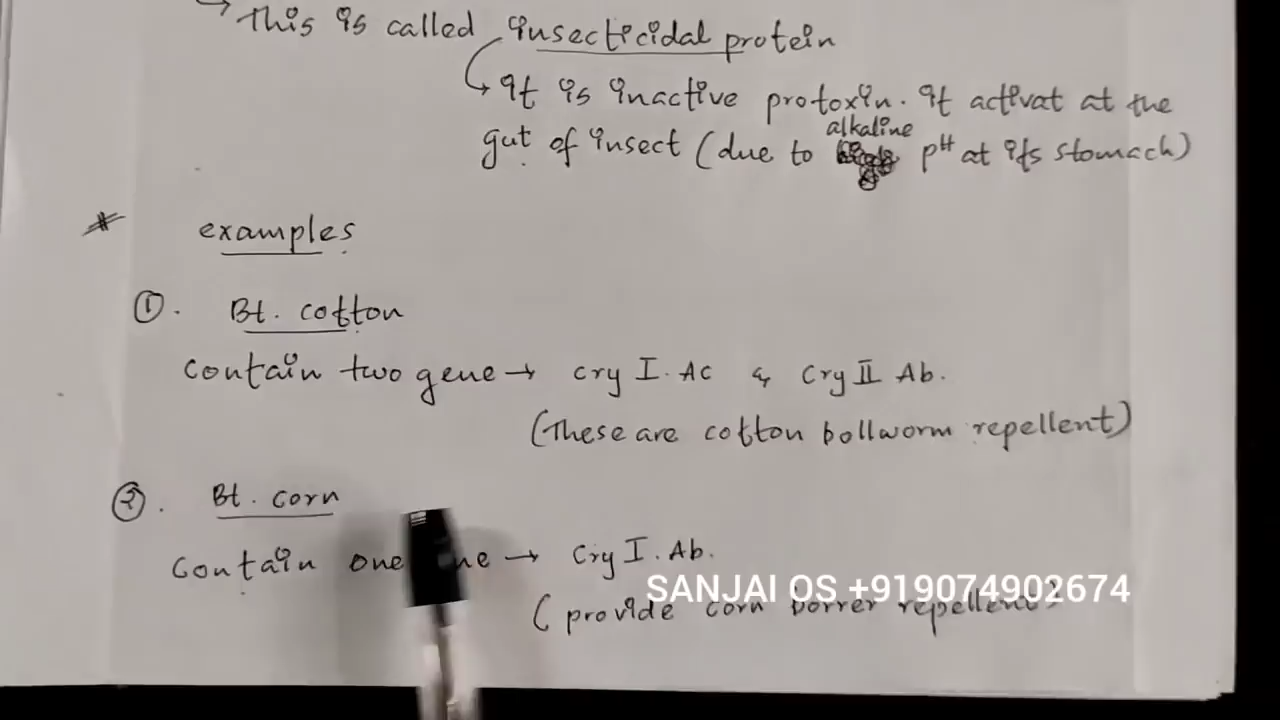 This is called insecticidal protein
It is inactive protoxin. It activat at the
alkaline
gut of insect (due to pH at its stomach)
* examples
①. Bt. cotton
Contain two gene → cry I. AC & Cry II Ab.
(These are cotton bollworm repellent)
②. Bt. corn
Contain one → Cry I. Ab.
SANJAI OS +919074902674
( provide corn borrer repellent)